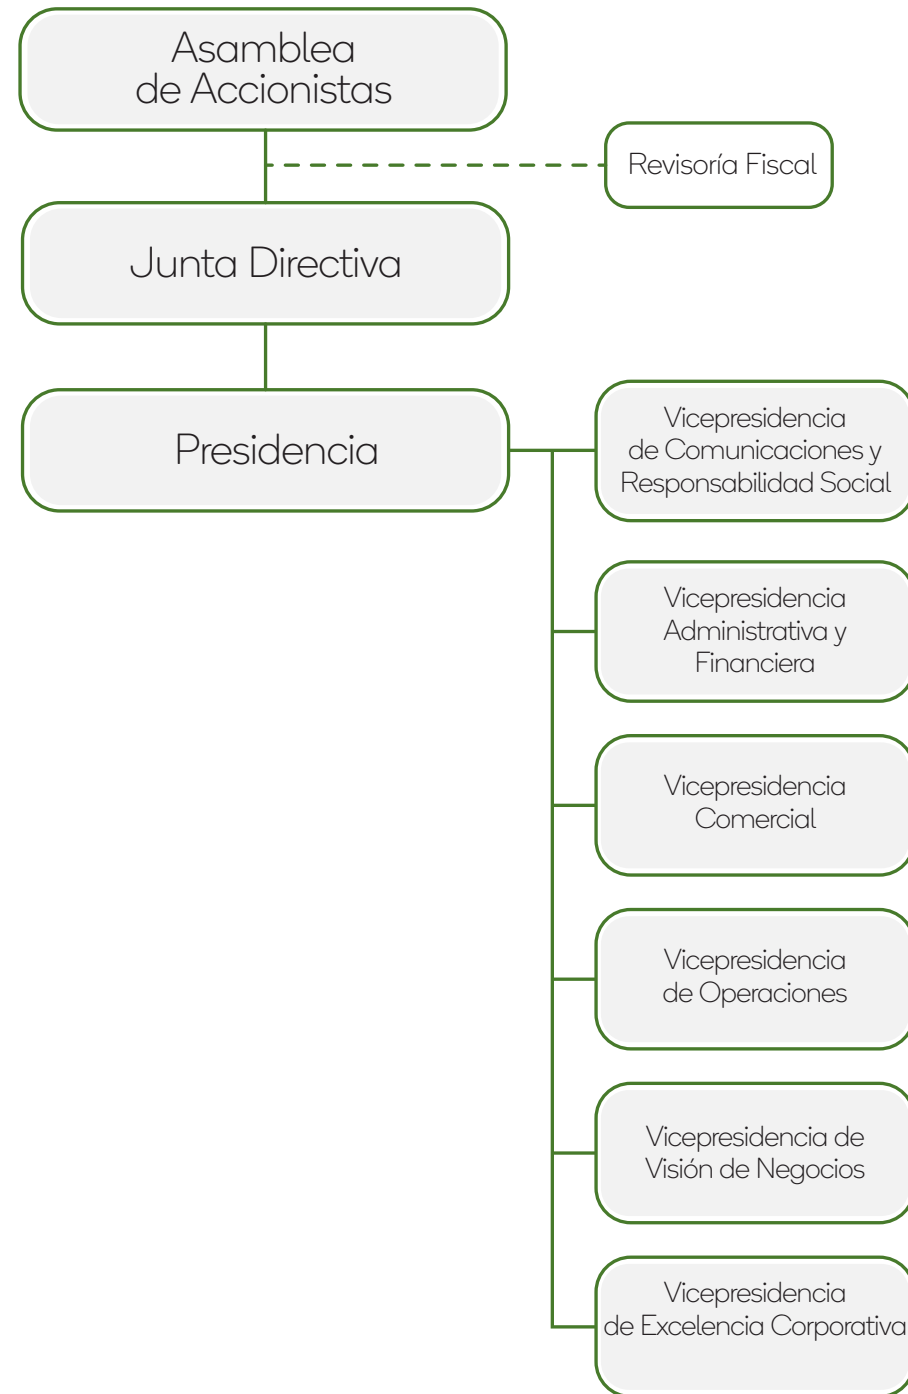 Asamblea
de Accionistas
Revisoría Fiscal
Junta Directiva
Presidencia
Vicepresidencia
de Comunicaciones y
Responsabilidad Social
Vicepresidencia
Administrativa y
Financiera
Vicepresidencia
Comercial
Vicepresidencia
de Operaciones
Vicepresidencia de
Visión de Negocios
Vicepresidencia
de Excelencia Corporativa